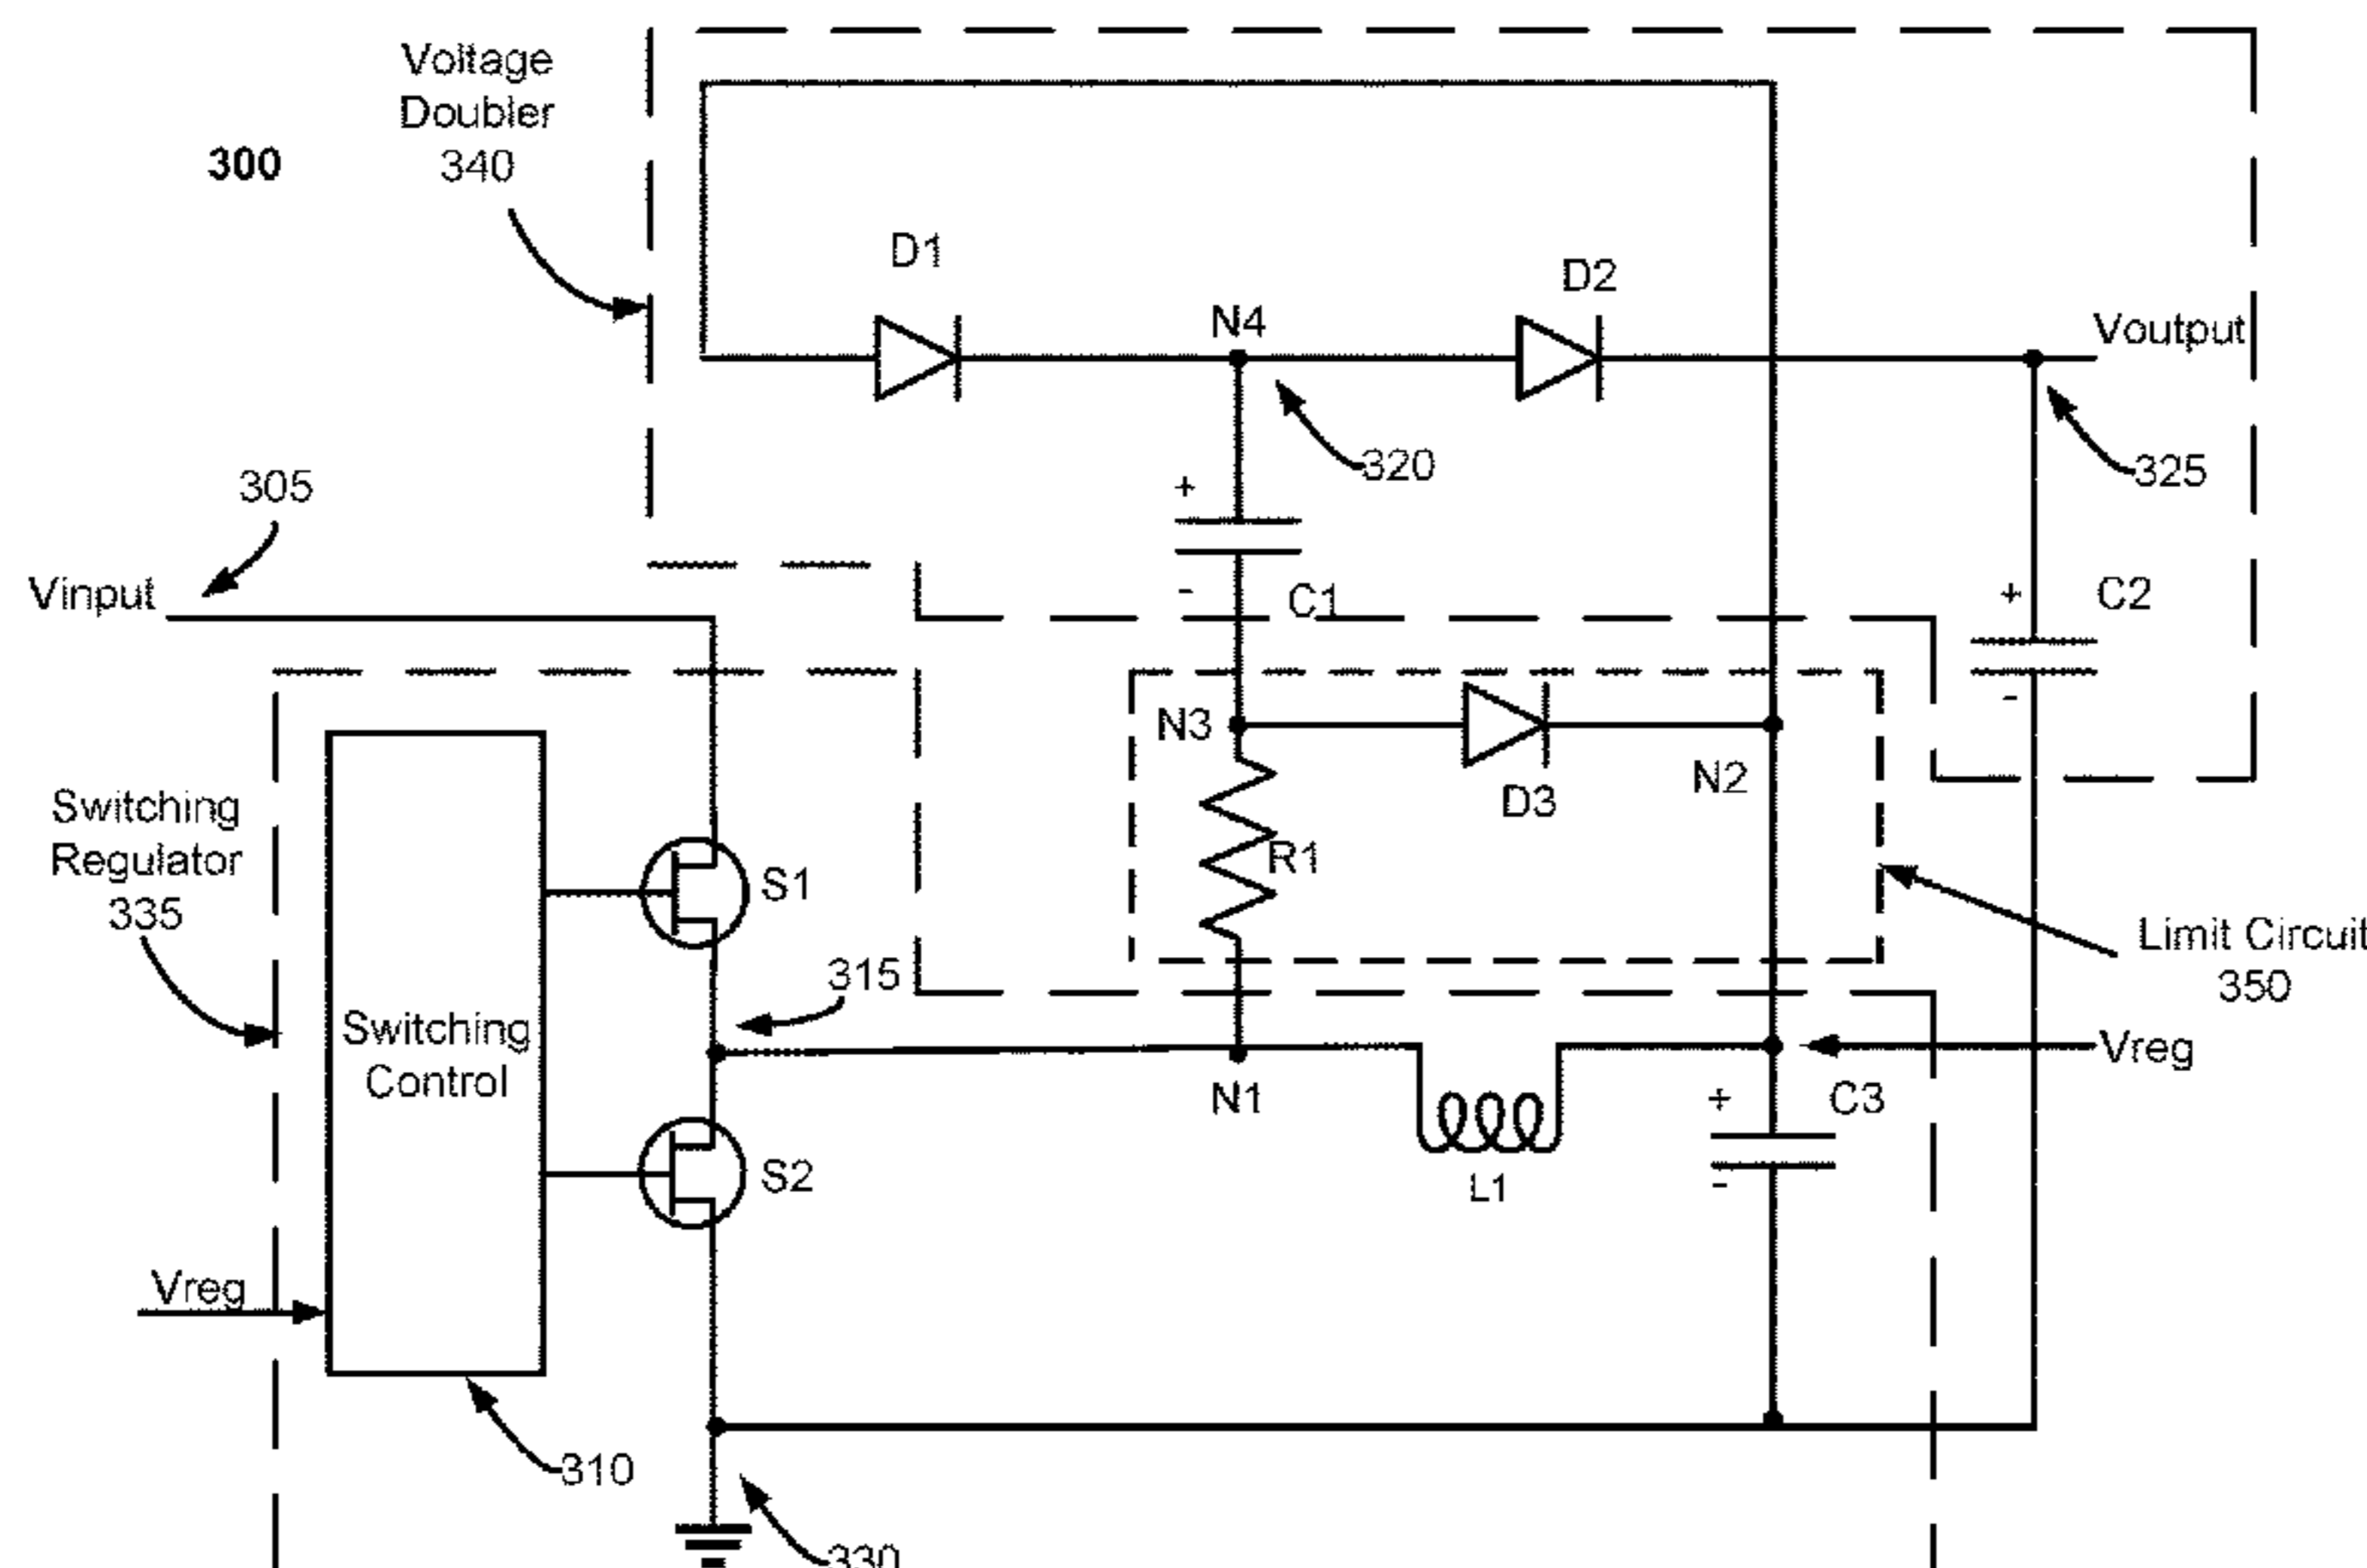 Voltage
Doubler
340
300
D1
D2
N4
Voutput
320
325
305
+
Vinput
-
C1
+
C2
-
N3
N2
D3
Switching
Regulator
335
R1
S1
Limit Circuit
350
315
Switching
Control
Vreg
N1
+
C3
S2
L1
-
Vreg
310
330